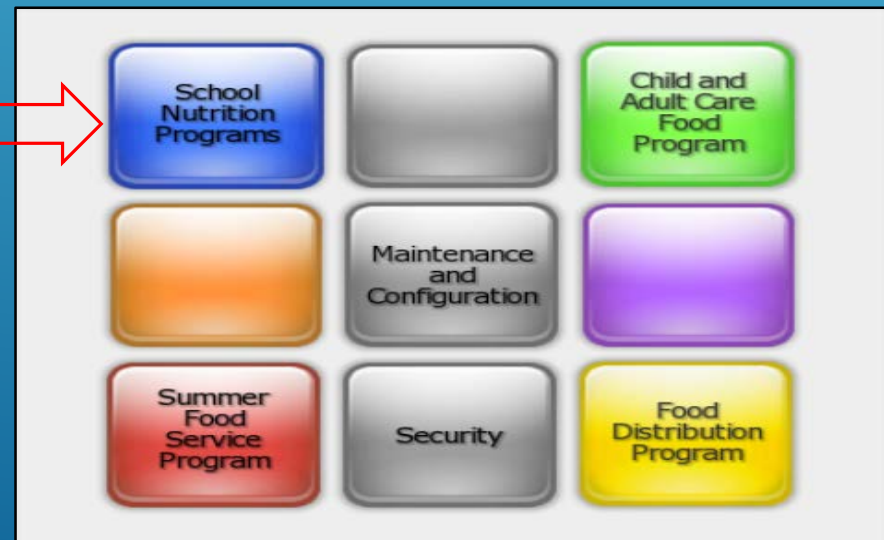 School
Nutrition
Programs
Child and
Adult Care
Food
Program
Maintenance
and
Configuration
Summer
Food
Service
Program
Security
Food
Distribution
Program